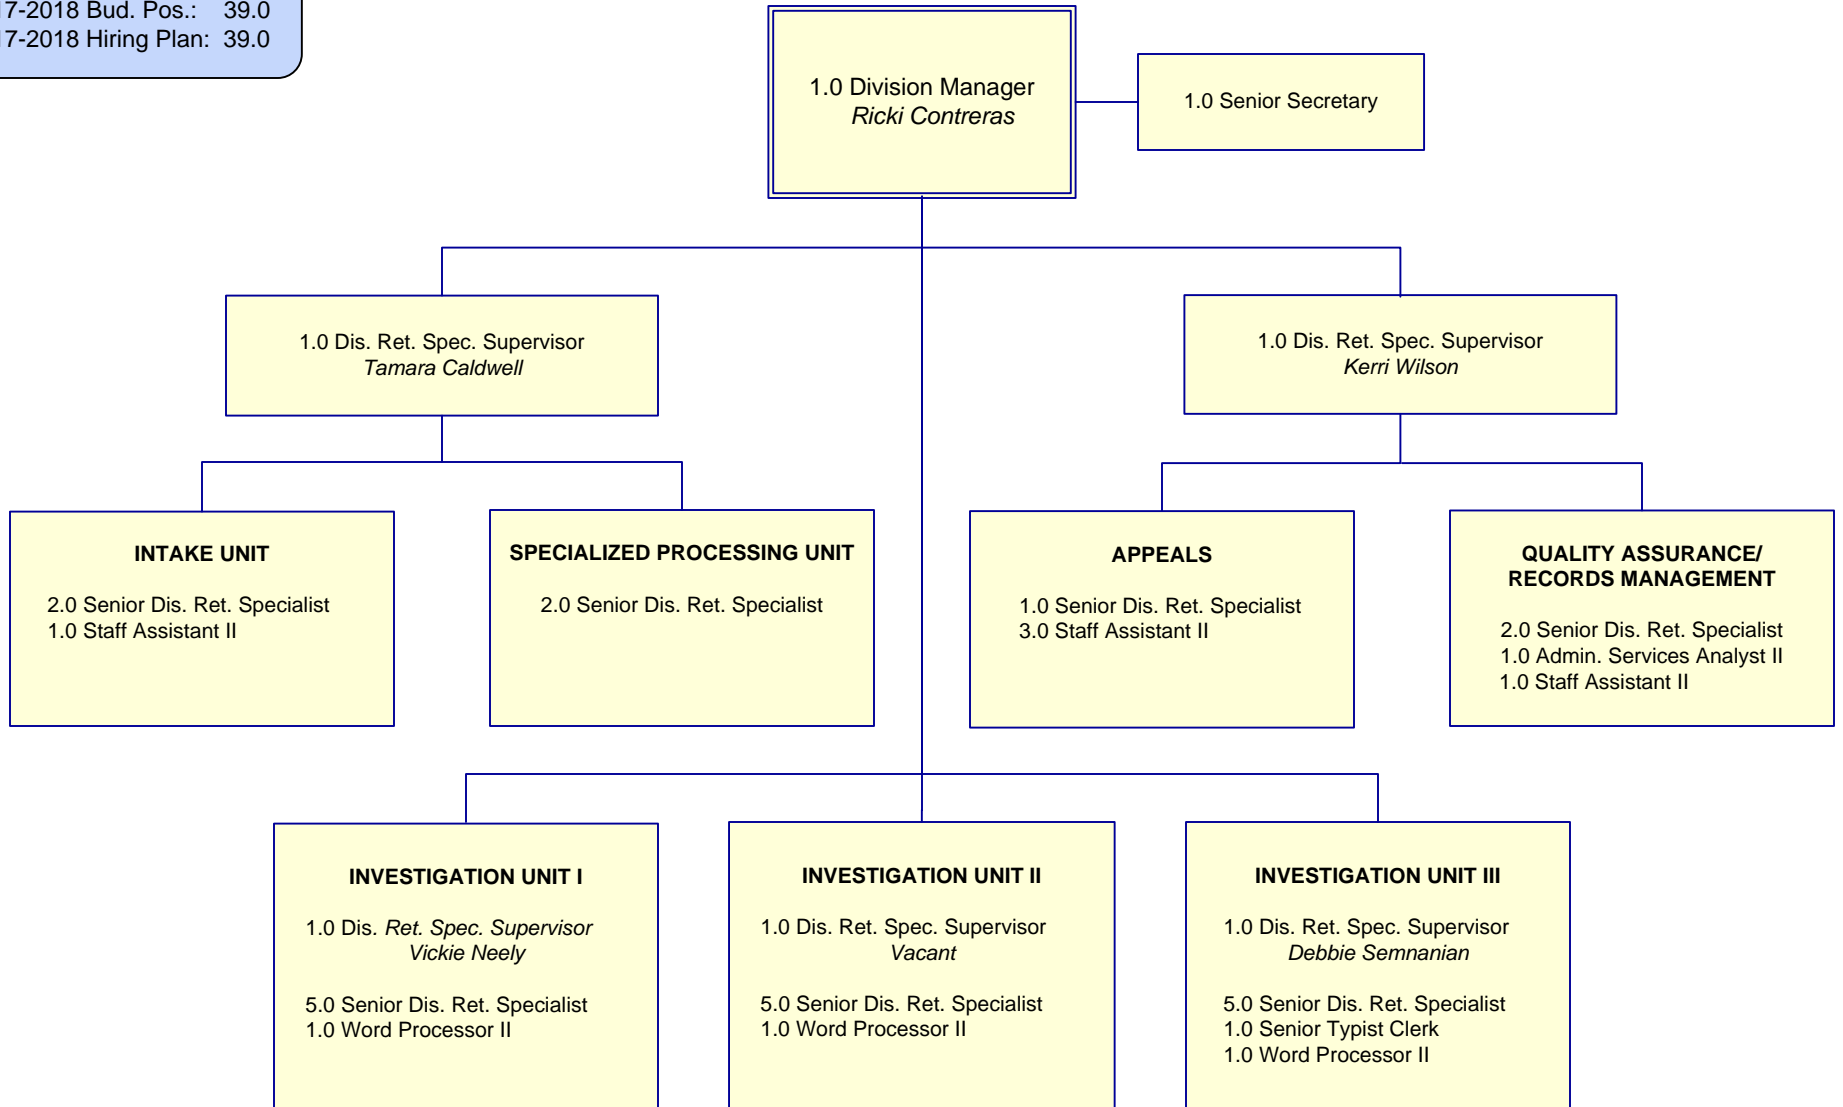 17-2018 Bud. Pos.: 39.0
17-2018 Hiring Plan: 39.0
1.0 Division Manager
Ricki Contreras
1.0 Senior Secretary
1.0 Dis. Ret. Spec. Supervisor
Tamara Caldwell
1.0 Dis. Ret. Spec. Supervisor
Kerri Wilson
INTAKE UNIT
2.0 Senior Dis. Ret. Specialist
1.0 Staff Assistant II
SPECIALIZED PROCESSING UNIT
2.0 Senior Dis. Ret. Specialist
APPEALS
1.0 Senior Dis. Ret. Specialist
3.0 Staff Assistant II
QUALITY ASSURANCE/
RECORDS MANAGEMENT
2.0 Senior Dis. Ret. Specialist
1.0 Admin. Services Analyst II
1.0 Staff Assistant II
INVESTIGATION UNIT I
1.0 Dis. Ret. Spec. Supervisor
Vickie Neely
5.0 Senior Dis. Ret. Specialist
1.0 Word Processor II
INVESTIGATION UNIT II
1.0 Dis. Ret. Spec. Supervisor
Vacant
5.0 Senior Dis. Ret. Specialist
1.0 Word Processor II
INVESTIGATION UNIT III
1.0 Dis. Ret. Spec. Supervisor
Debbie Semnanian
5.0 Senior Dis. Ret. Specialist
1.0 Senior Typist Clerk
1.0 Word Processor II